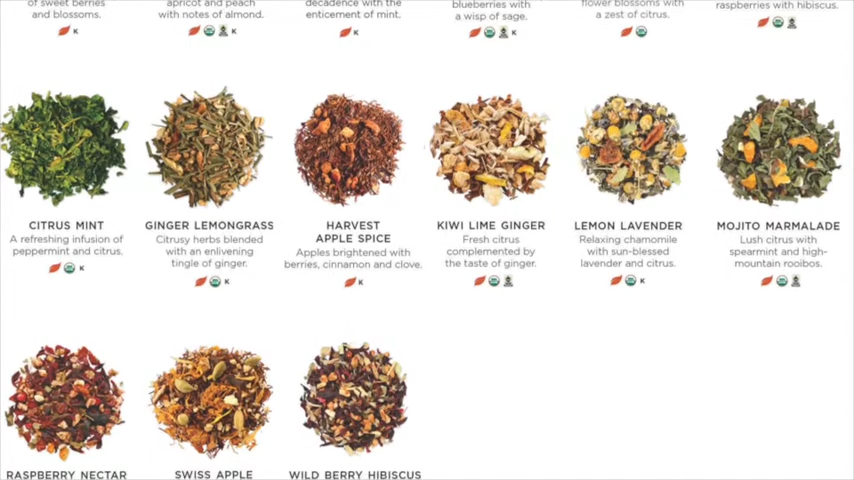 of sweet berries
and blossoms.
K
apricot and peach
with notes of almond.
K
decadence with the
enticement of mint.
K
blueberries with
a wisp of sage.
K
flower blossoms with
a zest of citrus.
raspberries with hibiscus.
CITRUS MINT
A refreshing infusion of
peppermint and citrus.
K
GINGER LEMONGRASS
Citrusy herbs blended
with an enlivening
tingle of ginger.
K
HARVEST
APPLE SPICE
Apples brightened with
berries, cinnamon and clove.
K
KIWI LIME GINGER
Fresh citrus
complemented by
the taste of ginger.
LEMON LAVENDER
Relaxing chamomile
with sun-blessed
lavender and citrus.
K
MOJITO MARMALADE
Lush citrus with
spearmint and high-
mountain rooibos.
RASPBERRY NECTAR
SWISS APPLE
WILD BERRY HIBISCUS